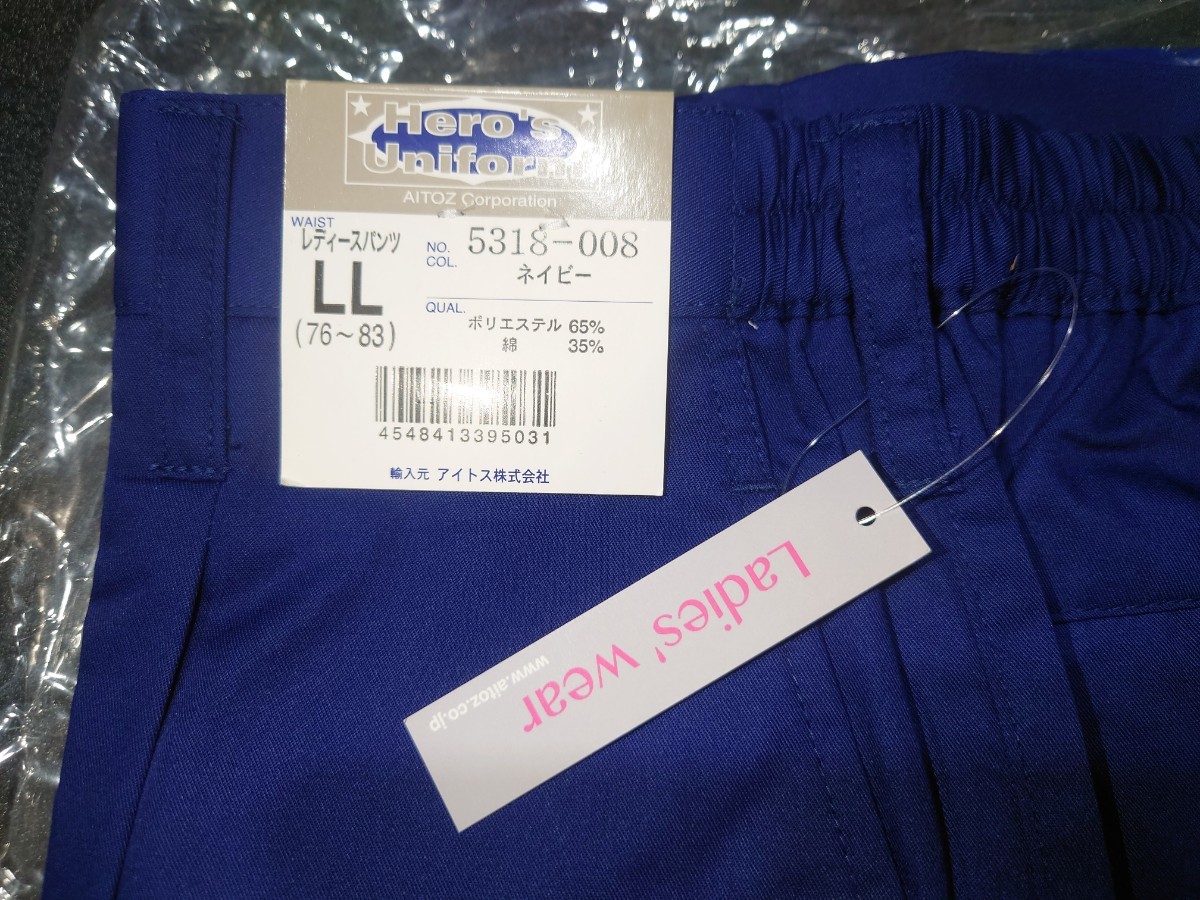 Hero's
Uniform
AITOZ Corporation
WAIST
レディースパンツ
LL
(76～83)
NO. 5318-008
COL. ネイビー
QUAL.
ポリエステル 65%
綿 35%
4548413395031
輸入元 アイトス株式会社
Ladies' wear
www.aitoz.co.jp